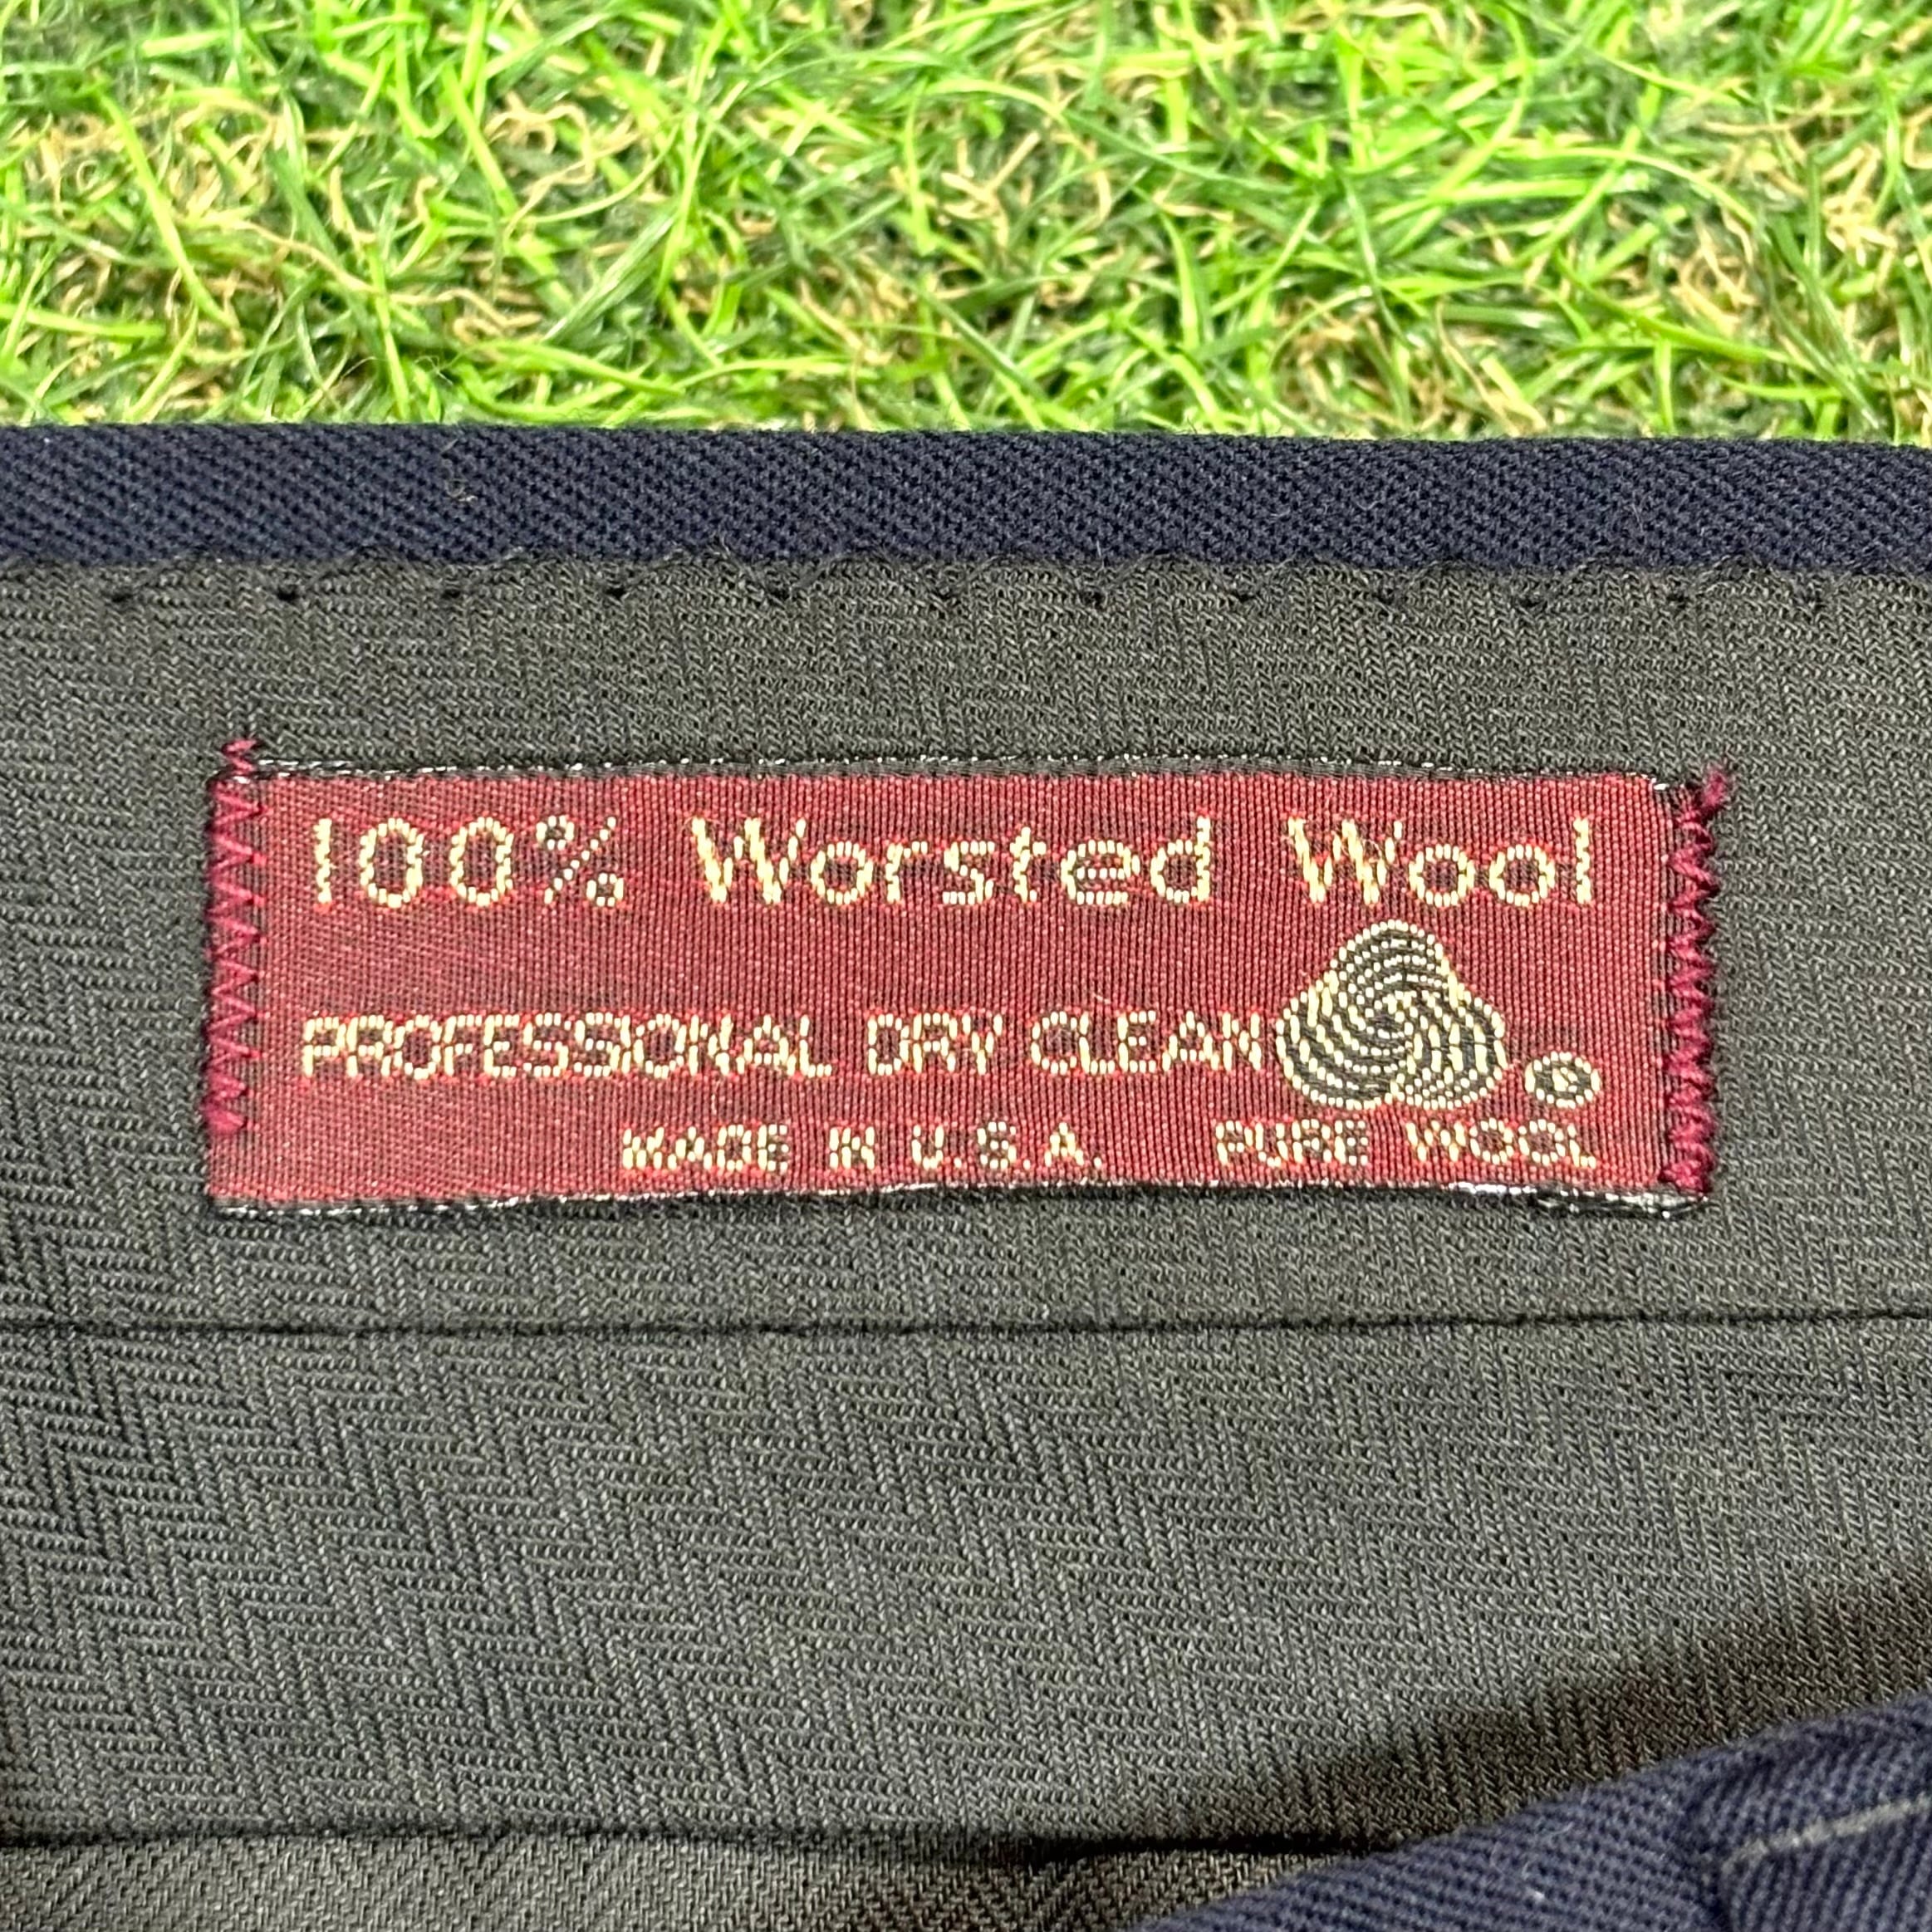 100% Worsted Wool
PROFESSIONAL DRY CLEAN ®
MADE IN U.S.A. PURE WOOL